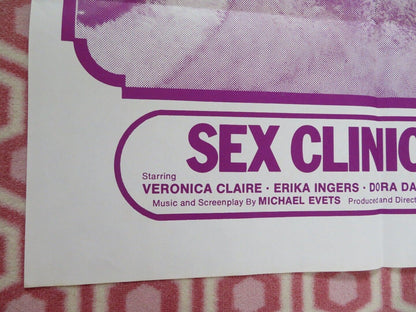 SEX CLINIC
Starring
VERONICA CLAIRE · ERIKA INGERS · DORA DA
Music and Screenplay By MICHAEL EVETS Produced and Direct